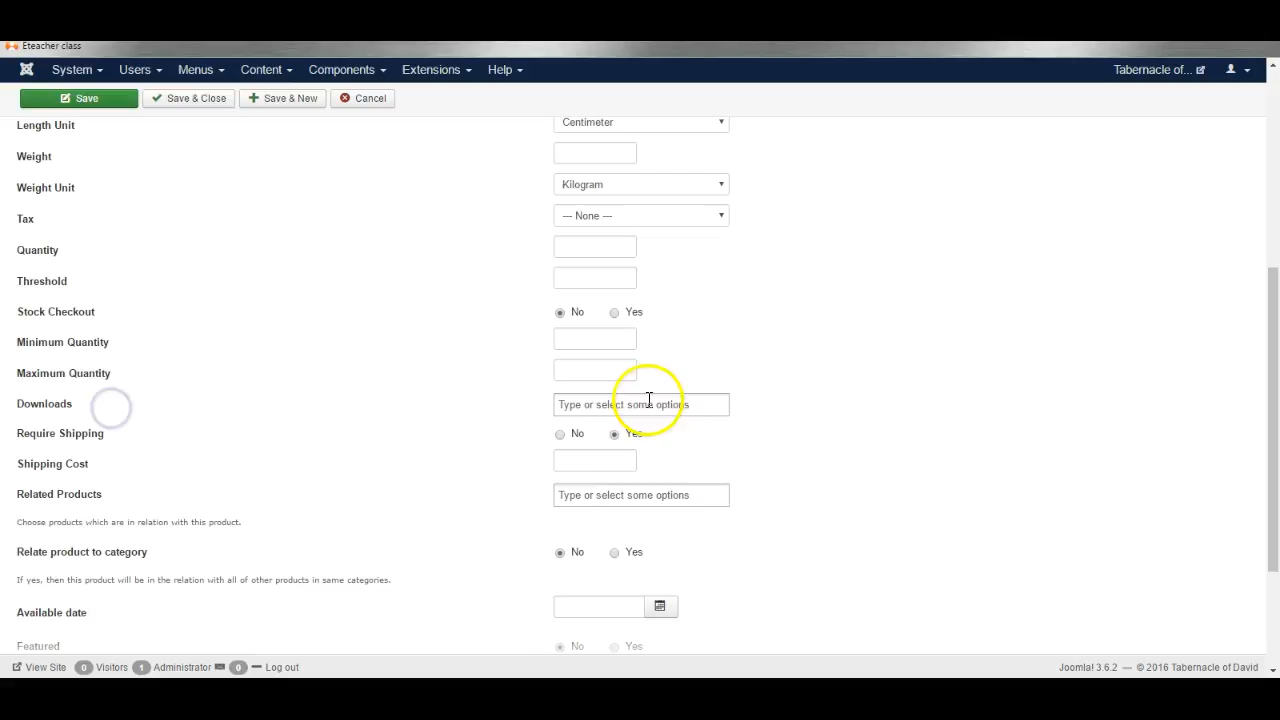 Eteacher class
System Users Menus Content Components Extensions Help Tabernacle of...
Save Save & Close Save & New Cancel
Length Unit Centimeter
Weight
Weight Unit Kilogram
Tax --- None ---
Quantity
Threshold
Stock Checkout No Yes
Minimum Quantity
Maximum Quantity
Downloads Type or select some options
Require Shipping No Yes
Shipping Cost
Related Products Type or select some options
Choose products which are in relation with this product.
Relate product to category No Yes
If yes, then this product will be in the relation with all of other products in same categories.
Available date
Featured No Yes
View Site 0 Visitors 1 Administrator 0 Log out Joomla! 3.6.2 — © 2016 Tabernacle of David